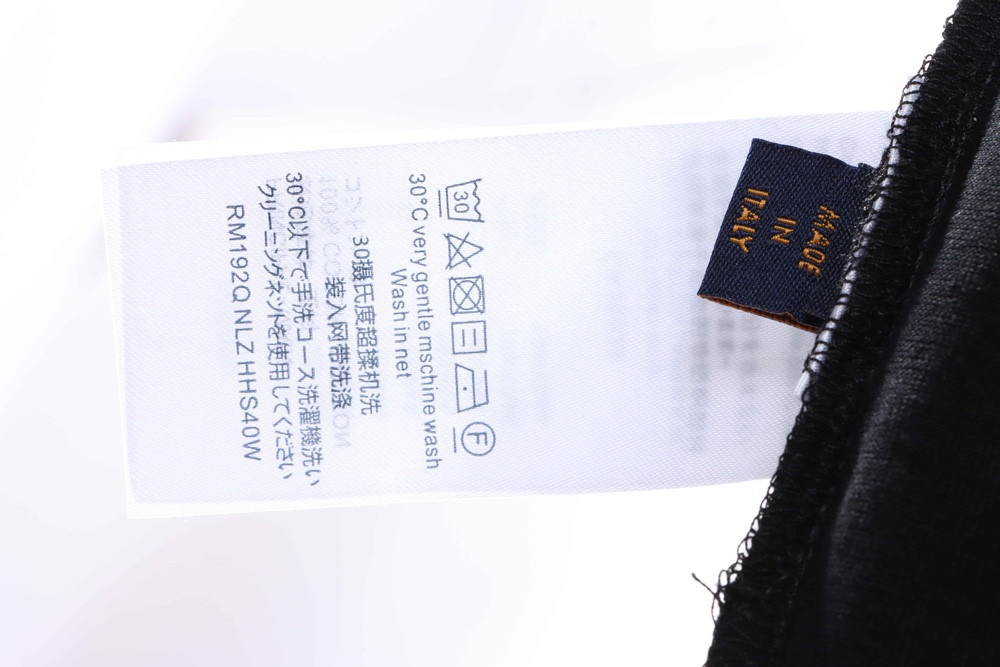 30
F
30°C very gentle mschine wash
Wash in net
30摄氏度超揉机洗
装入网带洗涤
30°C以下で手洗コース洗濯機洗い
クリーニングネットを使用してください
RM192Q NLZ HHS40W
MADE
IN
ITALY